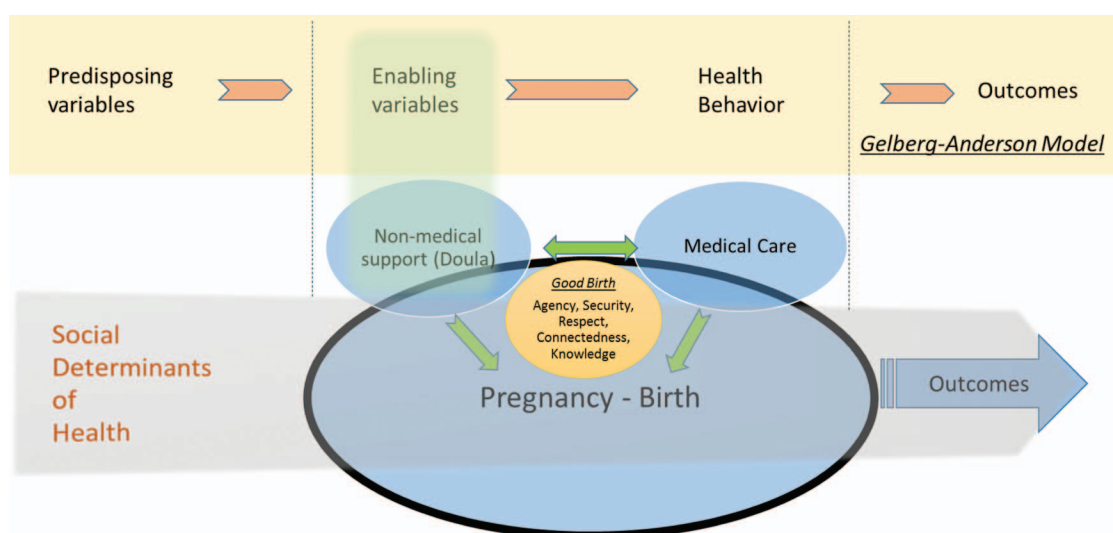 Predisposing
variables
Enabling
variables
Health
Behavior
Outcomes
Gelberg-Anderson Model
Non-medical
support (Doula)
Medical Care
Good Birth
Agency, Security,
Respect,
Connectedness,
Knowledge
Social
Determinants
of
Health
Pregnancy - Birth
Outcomes